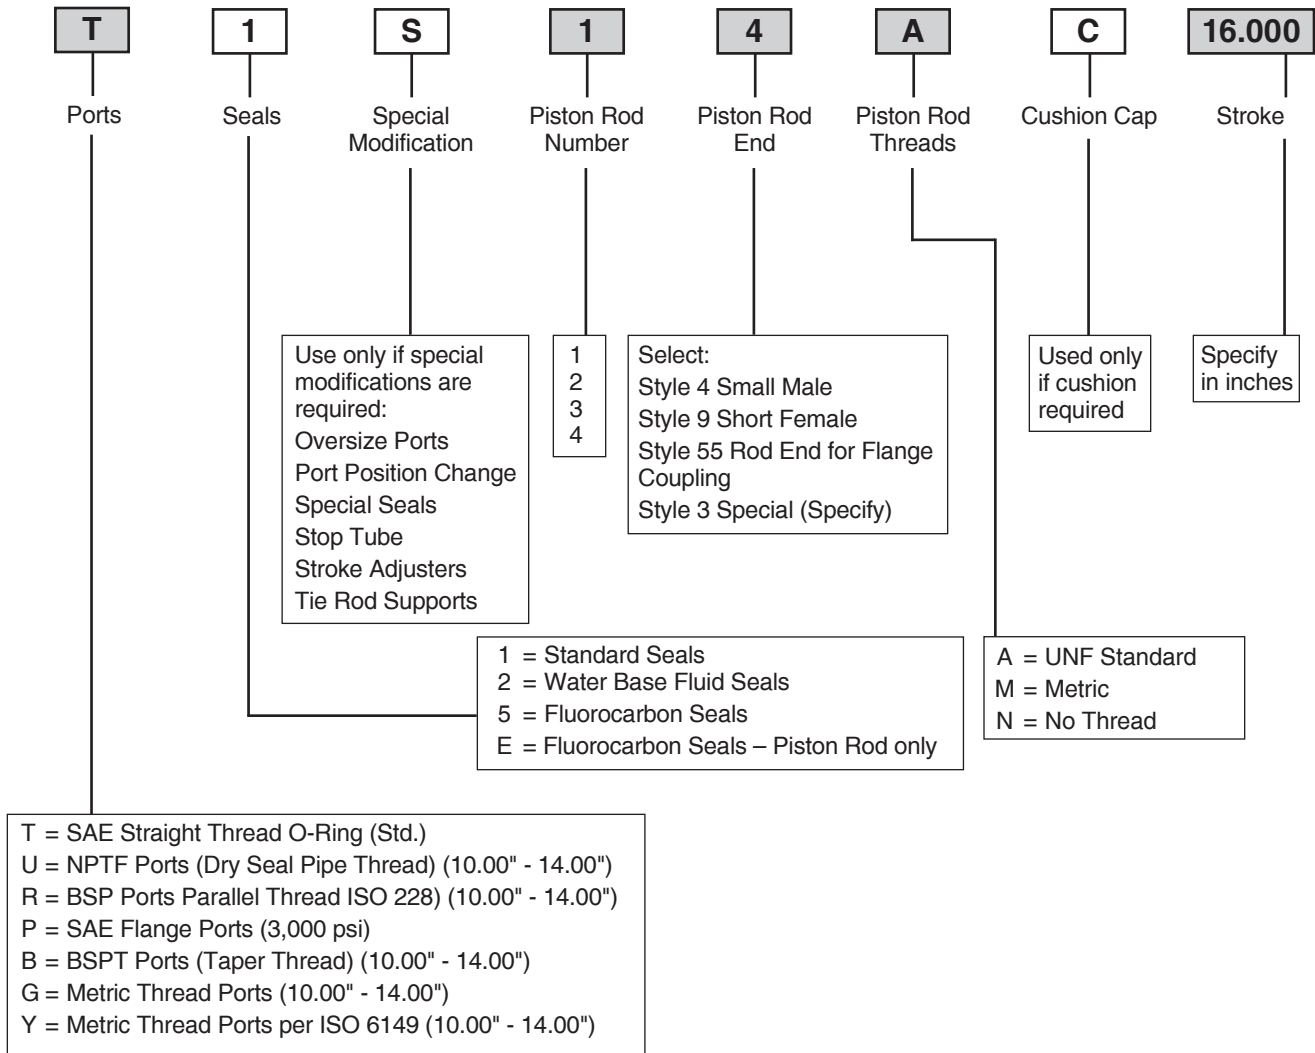 T 1 S 1 4 A C 16.000
Ports
Seals
Special
Modification
Piston Rod
Number
Piston Rod
End
Piston Rod
Threads
Cushion Cap
Stroke
Use only if special
modifications are
required:
Oversize Ports
Port Position Change
Special Seals
Stop Tube
Stroke Adjusters
Tie Rod Supports
1
2
3
4
Select:
Style 4 Small Male
Style 9 Short Female
Style 55 Rod End for Flange
Coupling
Style 3 Special (Specify)
Used only
if cushion
required
Specify
in inches
1 = Standard Seals
2 = Water Base Fluid Seals
5 = Fluorocarbon Seals
E = Fluorocarbon Seals – Piston Rod only
A = UNF Standard
M = Metric
N = No Thread
T = SAE Straight Thread O-Ring (Std.)
U = NPTF Ports (Dry Seal Pipe Thread) (10.00" - 14.00")
R = BSP Ports Parallel Thread ISO 228) (10.00" - 14.00")
P = SAE Flange Ports (3,000 psi)
B = BSPT Ports (Taper Thread) (10.00" - 14.00")
G = Metric Thread Ports (10.00" - 14.00")
Y = Metric Thread Ports per ISO 6149 (10.00" - 14.00")